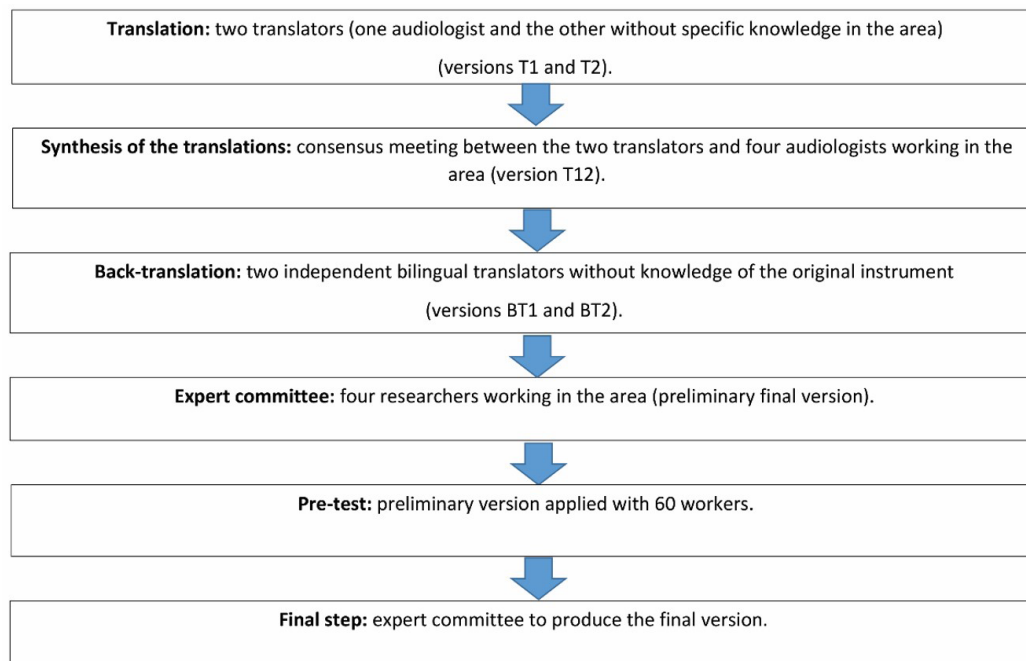 Translation: two translators (one audiologist and the other without specific knowledge in the area)
(versions T1 and T2).
Synthesis of the translations: consensus meeting between the two translators and four audiologists working in the
area (version T12).
Back-translation: two independent bilingual translators without knowledge of the original instrument
(versions BT1 and BT2).
Expert committee: four researchers working in the area (preliminary final version).
Pre-test: preliminary version applied with 60 workers.
Final step: expert committee to produce the final version.